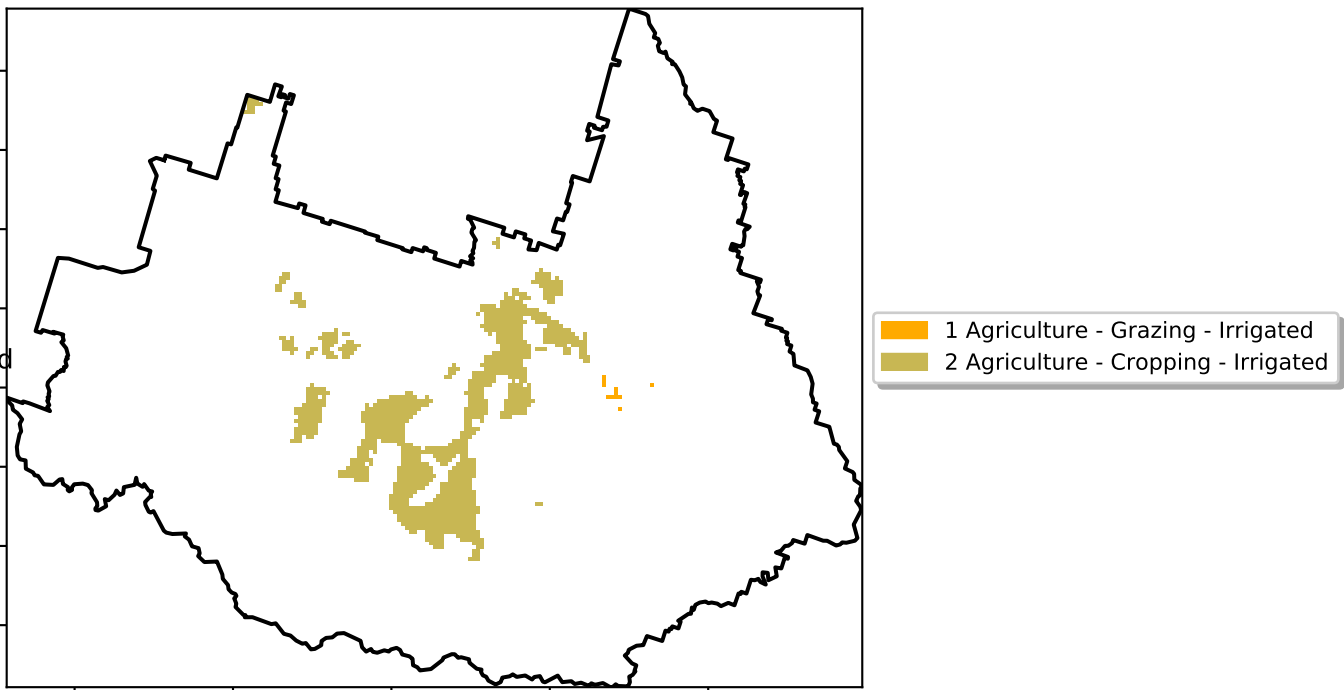 d
1 Agriculture - Grazing - Irrigated
2 Agriculture - Cropping - Irrigated